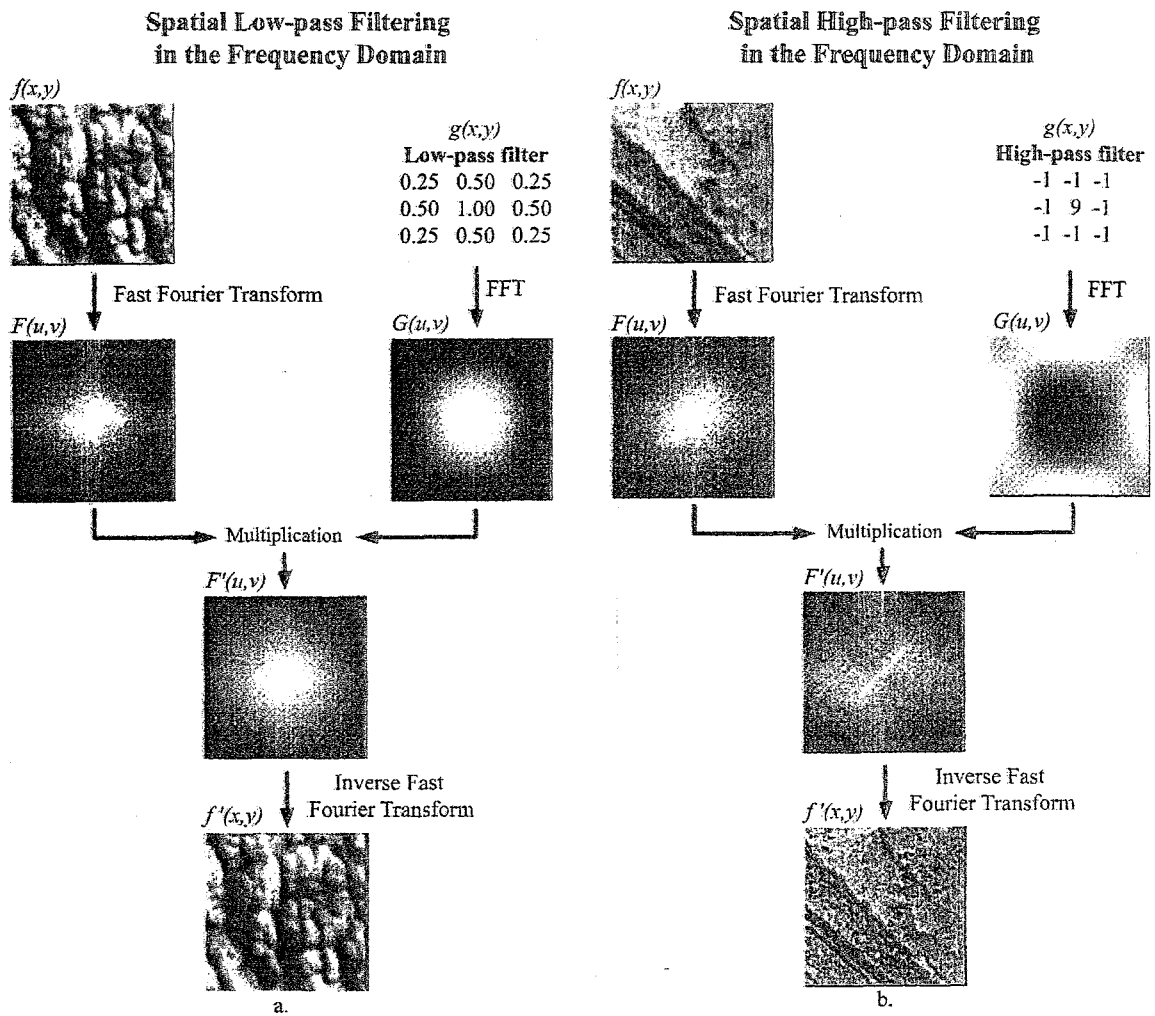 Spatial Low-pass Filtering
in the Frequency Domain
f(x,y)
g(x,y)
Low-pass filter
0.25 0.50 0.25
0.50 1.00 0.50
0.25 0.50 0.25
Fast Fourier Transform
FFT
F(u,v)
G(u,v)
Multiplication
F'(u,v)
Inverse Fast
Fourier Transform
f'(x,y)
a.
Spatial High-pass Filtering
in the Frequency Domain
f(x,y)
g(x,y)
High-pass filter
-1 -1 -1
-1 9 -1
-1 -1 -1
Fast Fourier Transform
FFT
F(u,v)
G(u,v)
Multiplication
F'(u,v)
Inverse Fast
Fourier Transform
f'(x,y)
b.